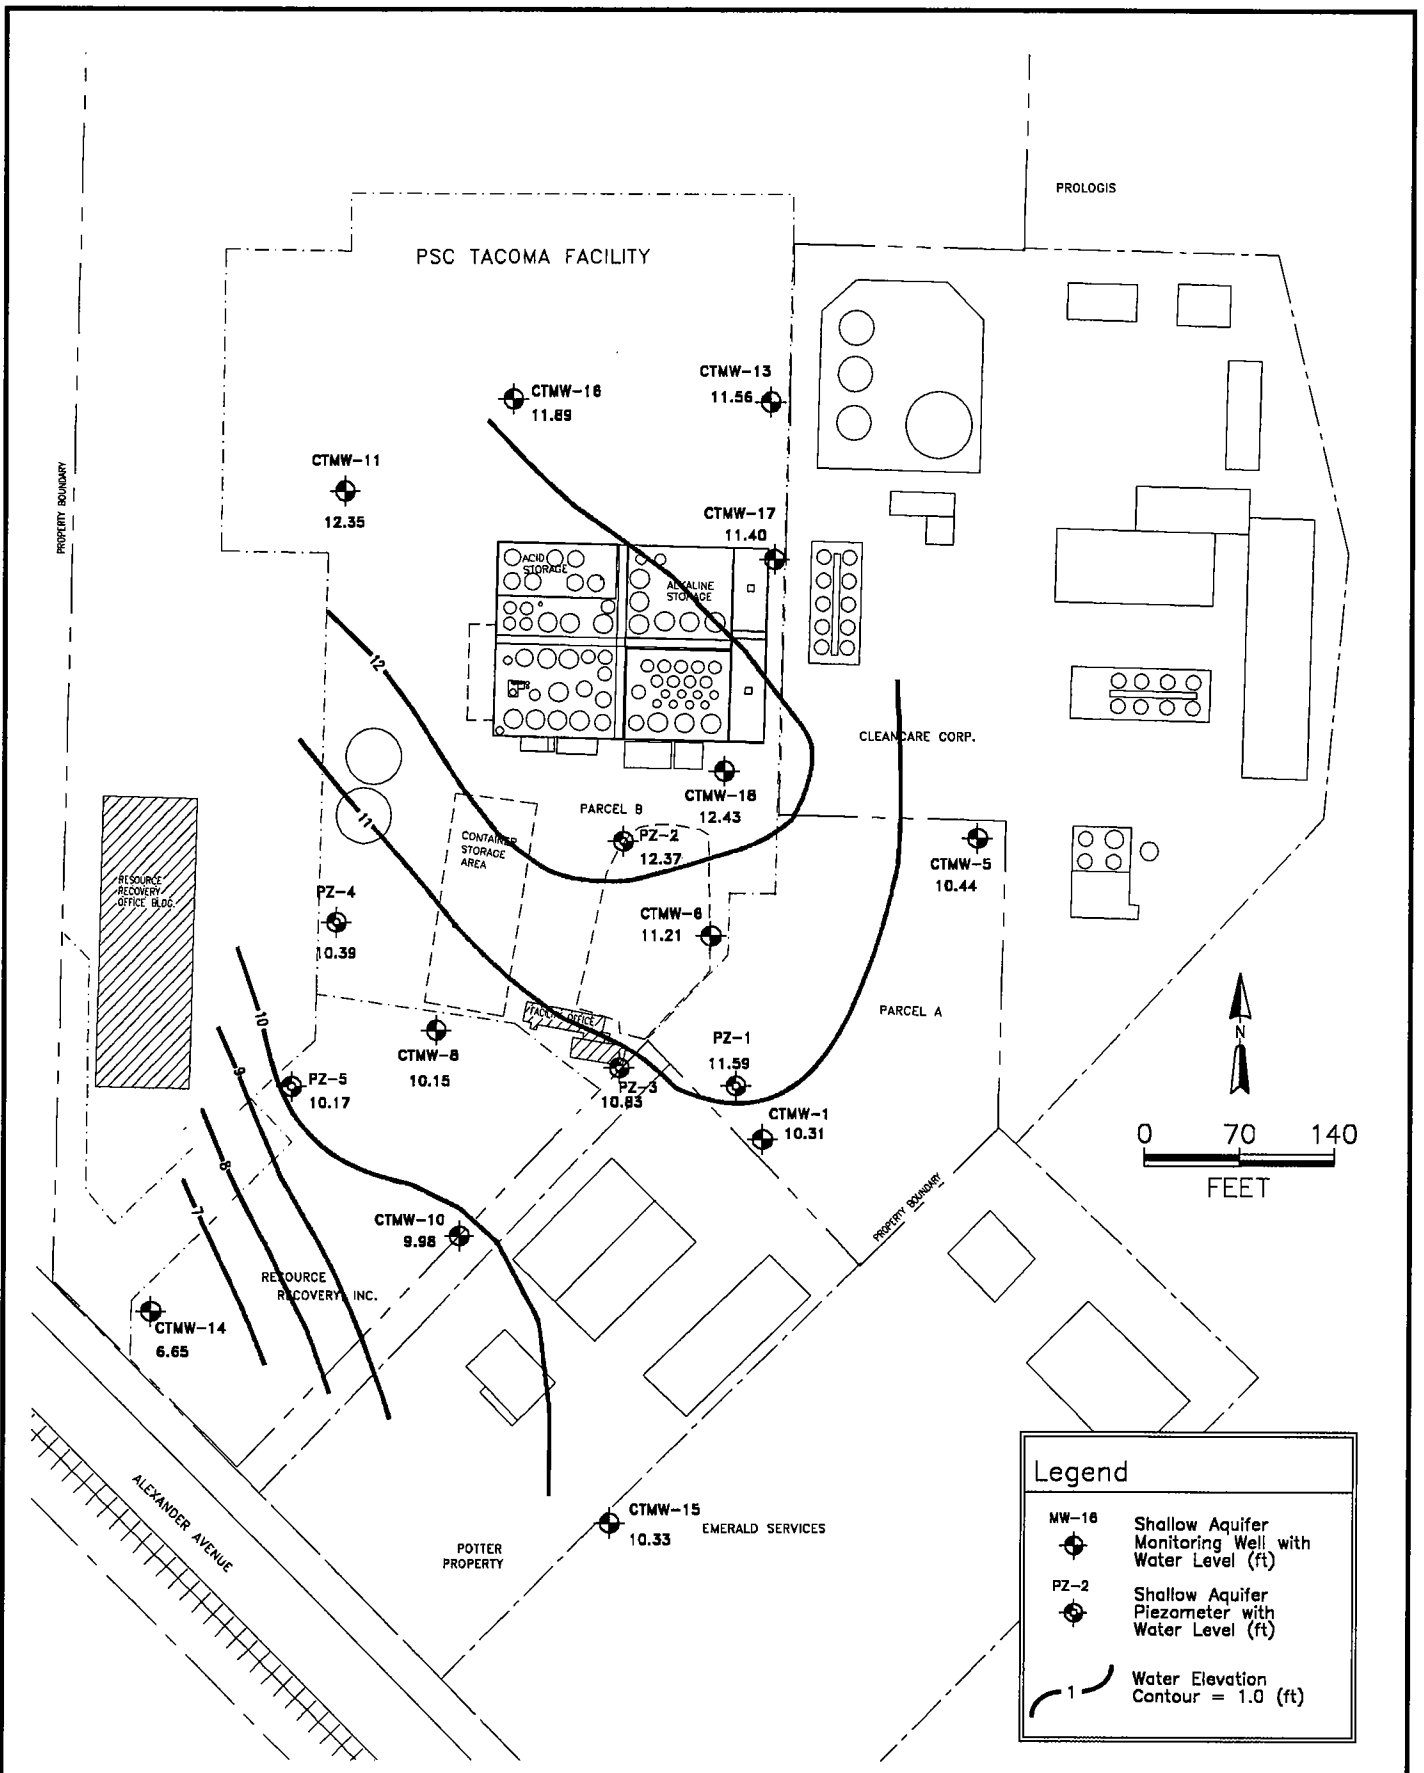 PROLOGIS
PSC TACOMA FACILITY
CTMW-13
11.56
CTMW-16
11.89
CTMW-11
12.35
PROPERTY BOUNDARY
CTMW-17
11.40
ACID
STORAGE
ALKALINE
STORAGE
12
CLEANCARE CORP.
CTMW-18
12.43
PARCEL B
11
PZ-2
12.37
CONTAINER
STORAGE
AREA
CTMW-5
10.44
RESOURCE
RECOVERY
OFFICE BLDG.
PZ-4
10.39
CTMW-6
11.21
PARCEL A
10
FACILITY OFFICE
N
CTMW-8
10.15
PZ-1
11.59
9
PZ-5
10.17
PZ-3
10.83
CTMW-1
10.31
0 70 140
FEET
8
7
PROPERTY BOUNDARY
CTMW-10
9.98
RESOURCE
RECOVERY, INC.
CTMW-14
6.65
ALEXANDER AVENUE
CTMW-15
10.33
EMERALD SERVICES
POTTER
PROPERTY
Legend
MW-16
Shallow Aquifer
Monitoring Well with
Water Level (ft)
PZ-2
Shallow Aquifer
Piezometer with
Water Level (ft)
1
Water Elevation
Contour = 1.0 (ft)